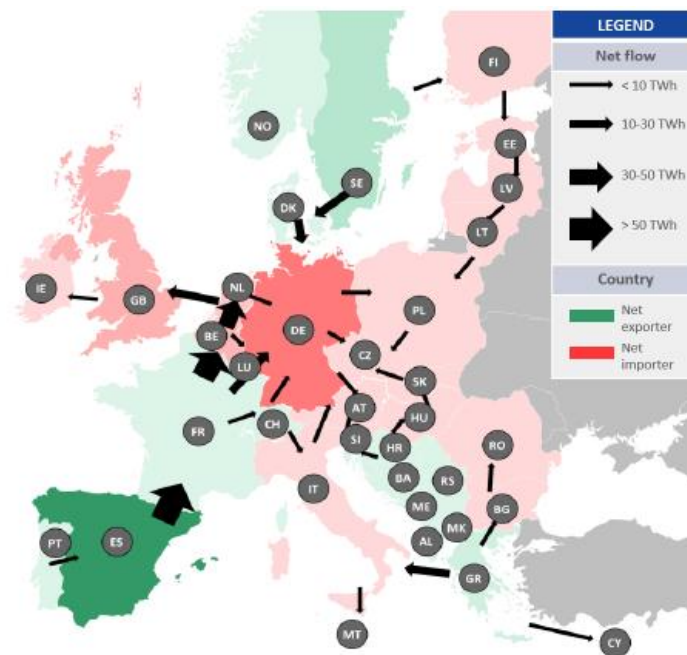 LEGEND
Net flow
< 10 TWh
10-30 TWh
30-50 TWh
> 50 TWh
Country
Net
exporter
Net
importer
FI
NO
EE
SE
LV
DK
LT
IE
GB
NL
PL
BE
DE
CZ
LU
SK
AT
HU
FR
CH
SI
HR
RO
IT
BA
RS
ME
BG
MK
AL
PT
ES
GR
MT
CY